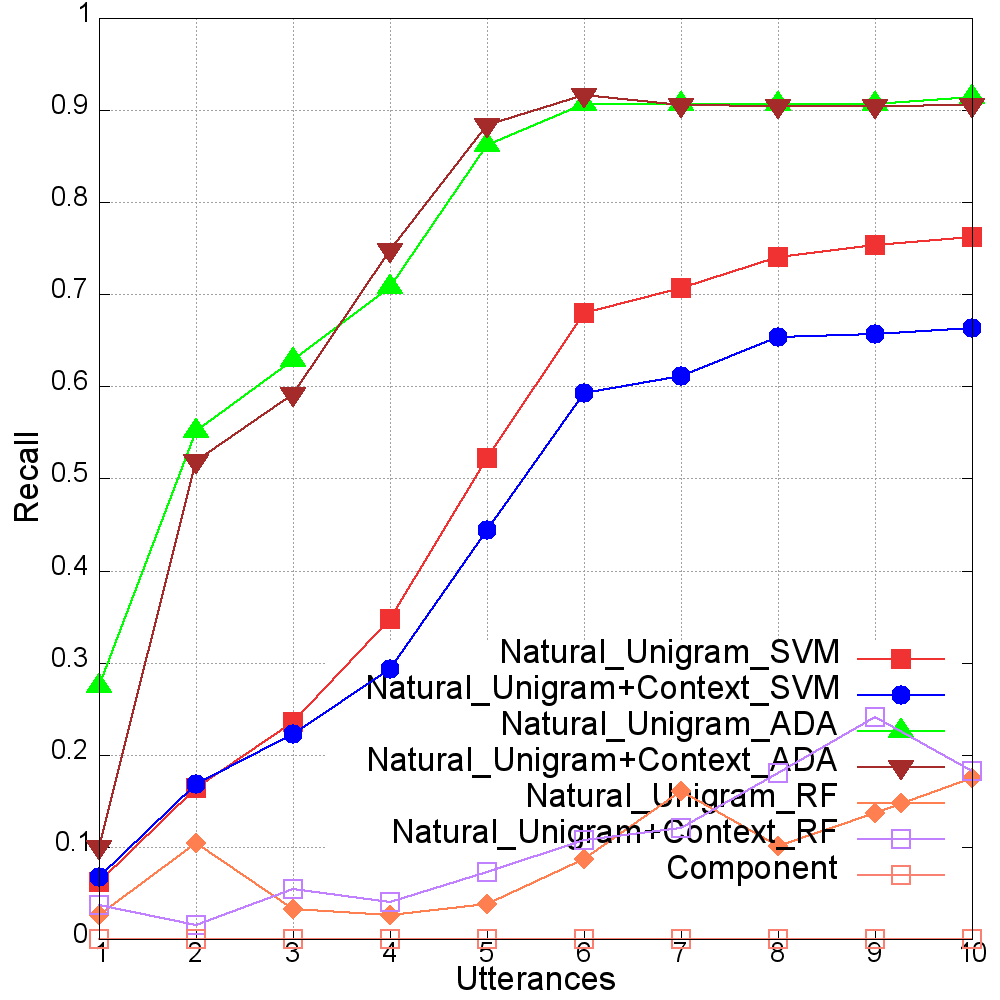 1
0.9
0.8
0.7
0.6
0.5
0.4
0.3
0.2
0.1
0
Recall
Natural_Unigram_SVM
Natural_Unigram+Context_SVM
Natural_Unigram_ADA
Natural_Unigram+Context_ADA
Natural_Unigram_RF
Natural_Unigram+Context_RF
Component
1 2 3 4 5 6 7 8 9 10
Utterances